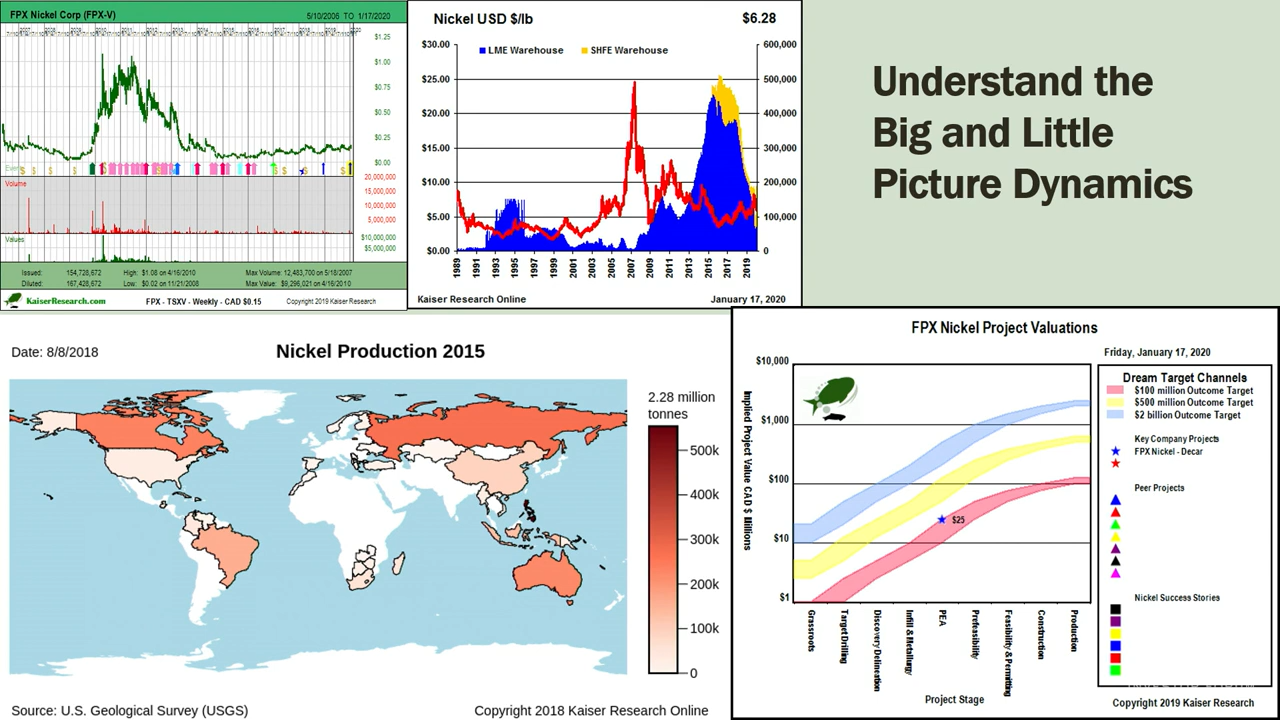 FPX Nickel Corp (FPX-V)
5/10/2006 TO 1/17/2020
$1.25
$1.00
$0.75
$0.50
$0.25
$0.00
Volume
20,000,000
15,000,000
10,000,000
5,000,000
Values
$10,000,000
$5,000,000
Issued: 154,728,672 High: $1.08 on 4/16/2010 Max Volume: 12,483,700 on 5/18/2007
Diluted: 167,428,672 Low: $0.02 on 11/21/2008 Max Value: $9,296,021 on 4/16/2010
KaiserResearch.com FPX - TSXV - Weekly - CAD $0.15 Copyright 2019 Kaiser Research
Nickel USD $/lb $6.28
LME Warehouse SHFE Warehouse
$30.00 600,000
$25.00 500,000
$20.00 400,000
$15.00 300,000
$10.00 200,000
$5.00 100,000
$0.00 0
1989 1991 1993 1995 1997 1999 2001 2003 2005 2007 2009 2011 2013 2015 2017 2019
Kaiser Research Online January 17, 2020
Understand the
Big and Little
Picture Dynamics
Date: 8/8/2018
Nickel Production 2015
2.28 million
tonnes
500k
400k
300k
200k
100k
0
Source: U.S. Geological Survey (USGS)
Copyright 2018 Kaiser Research Online
FPX Nickel Project Valuations
Friday, January 17, 2020
Implied Project Value CAD $ Millions
$10,000
$1,000
$100
$10
$1
$25
Grassroots
Target Drilling
Discovery Delineation
Infill & Metallurgy
PEA
Prefeasibility
Feasibility & Permitting
Construction
Production
Project Stage
Dream Target Channels
$100 million Outcome Target
$500 million Outcome Target
$2 billion Outcome Target
Key Company Projects
FPX Nickel - Decar
Peer Projects
Nickel Success Stories
Copyright 2019 Kaiser Research